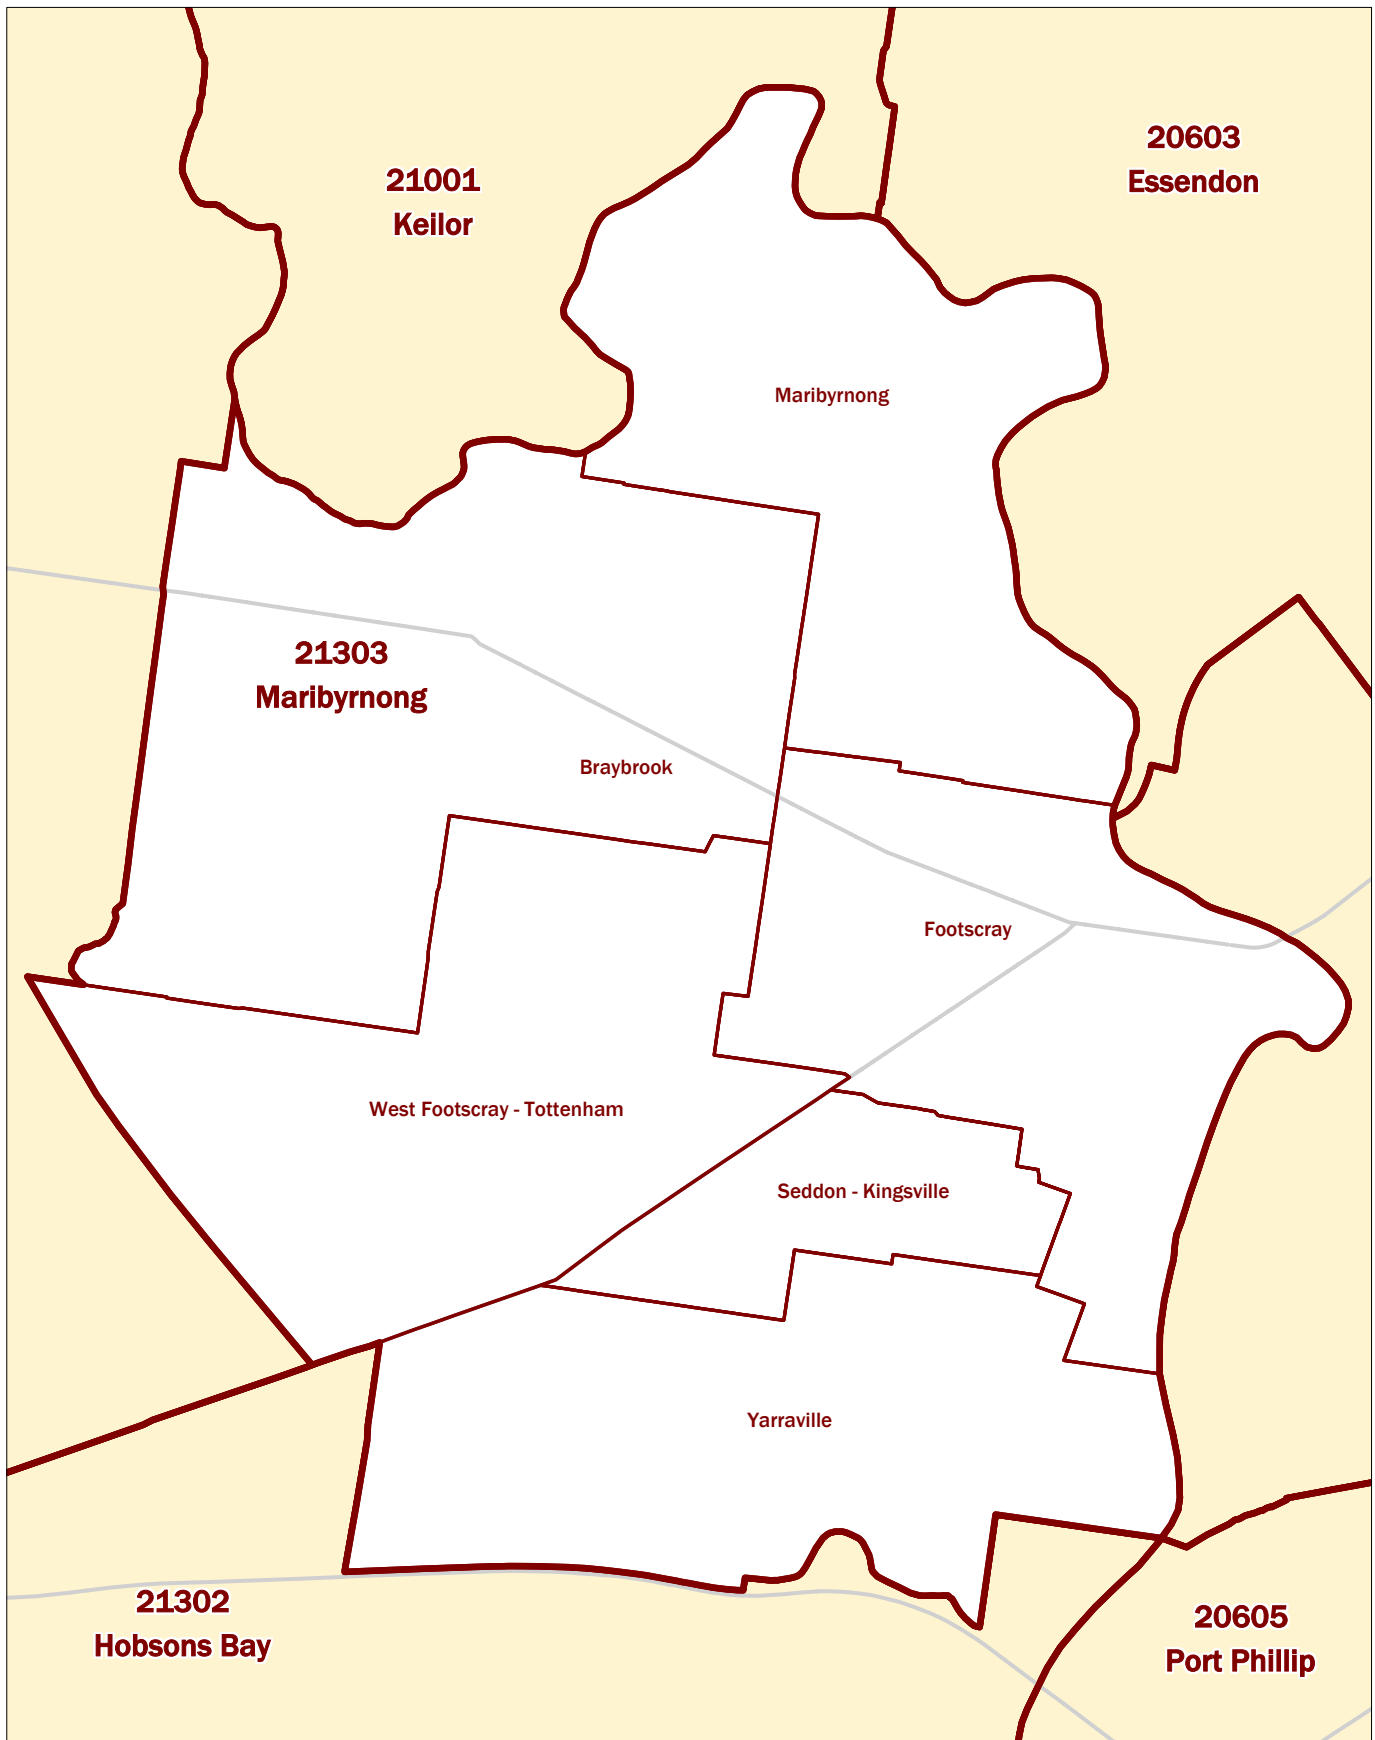 20603
Essendon
21001
Keilor
Maribyrnong
21303
Maribyrnong
Braybrook
Footscray
West Footscray - Tottenham
Seddon - Kingsville
Yarraville
21302
Hobsons Bay
20605
Port Phillip